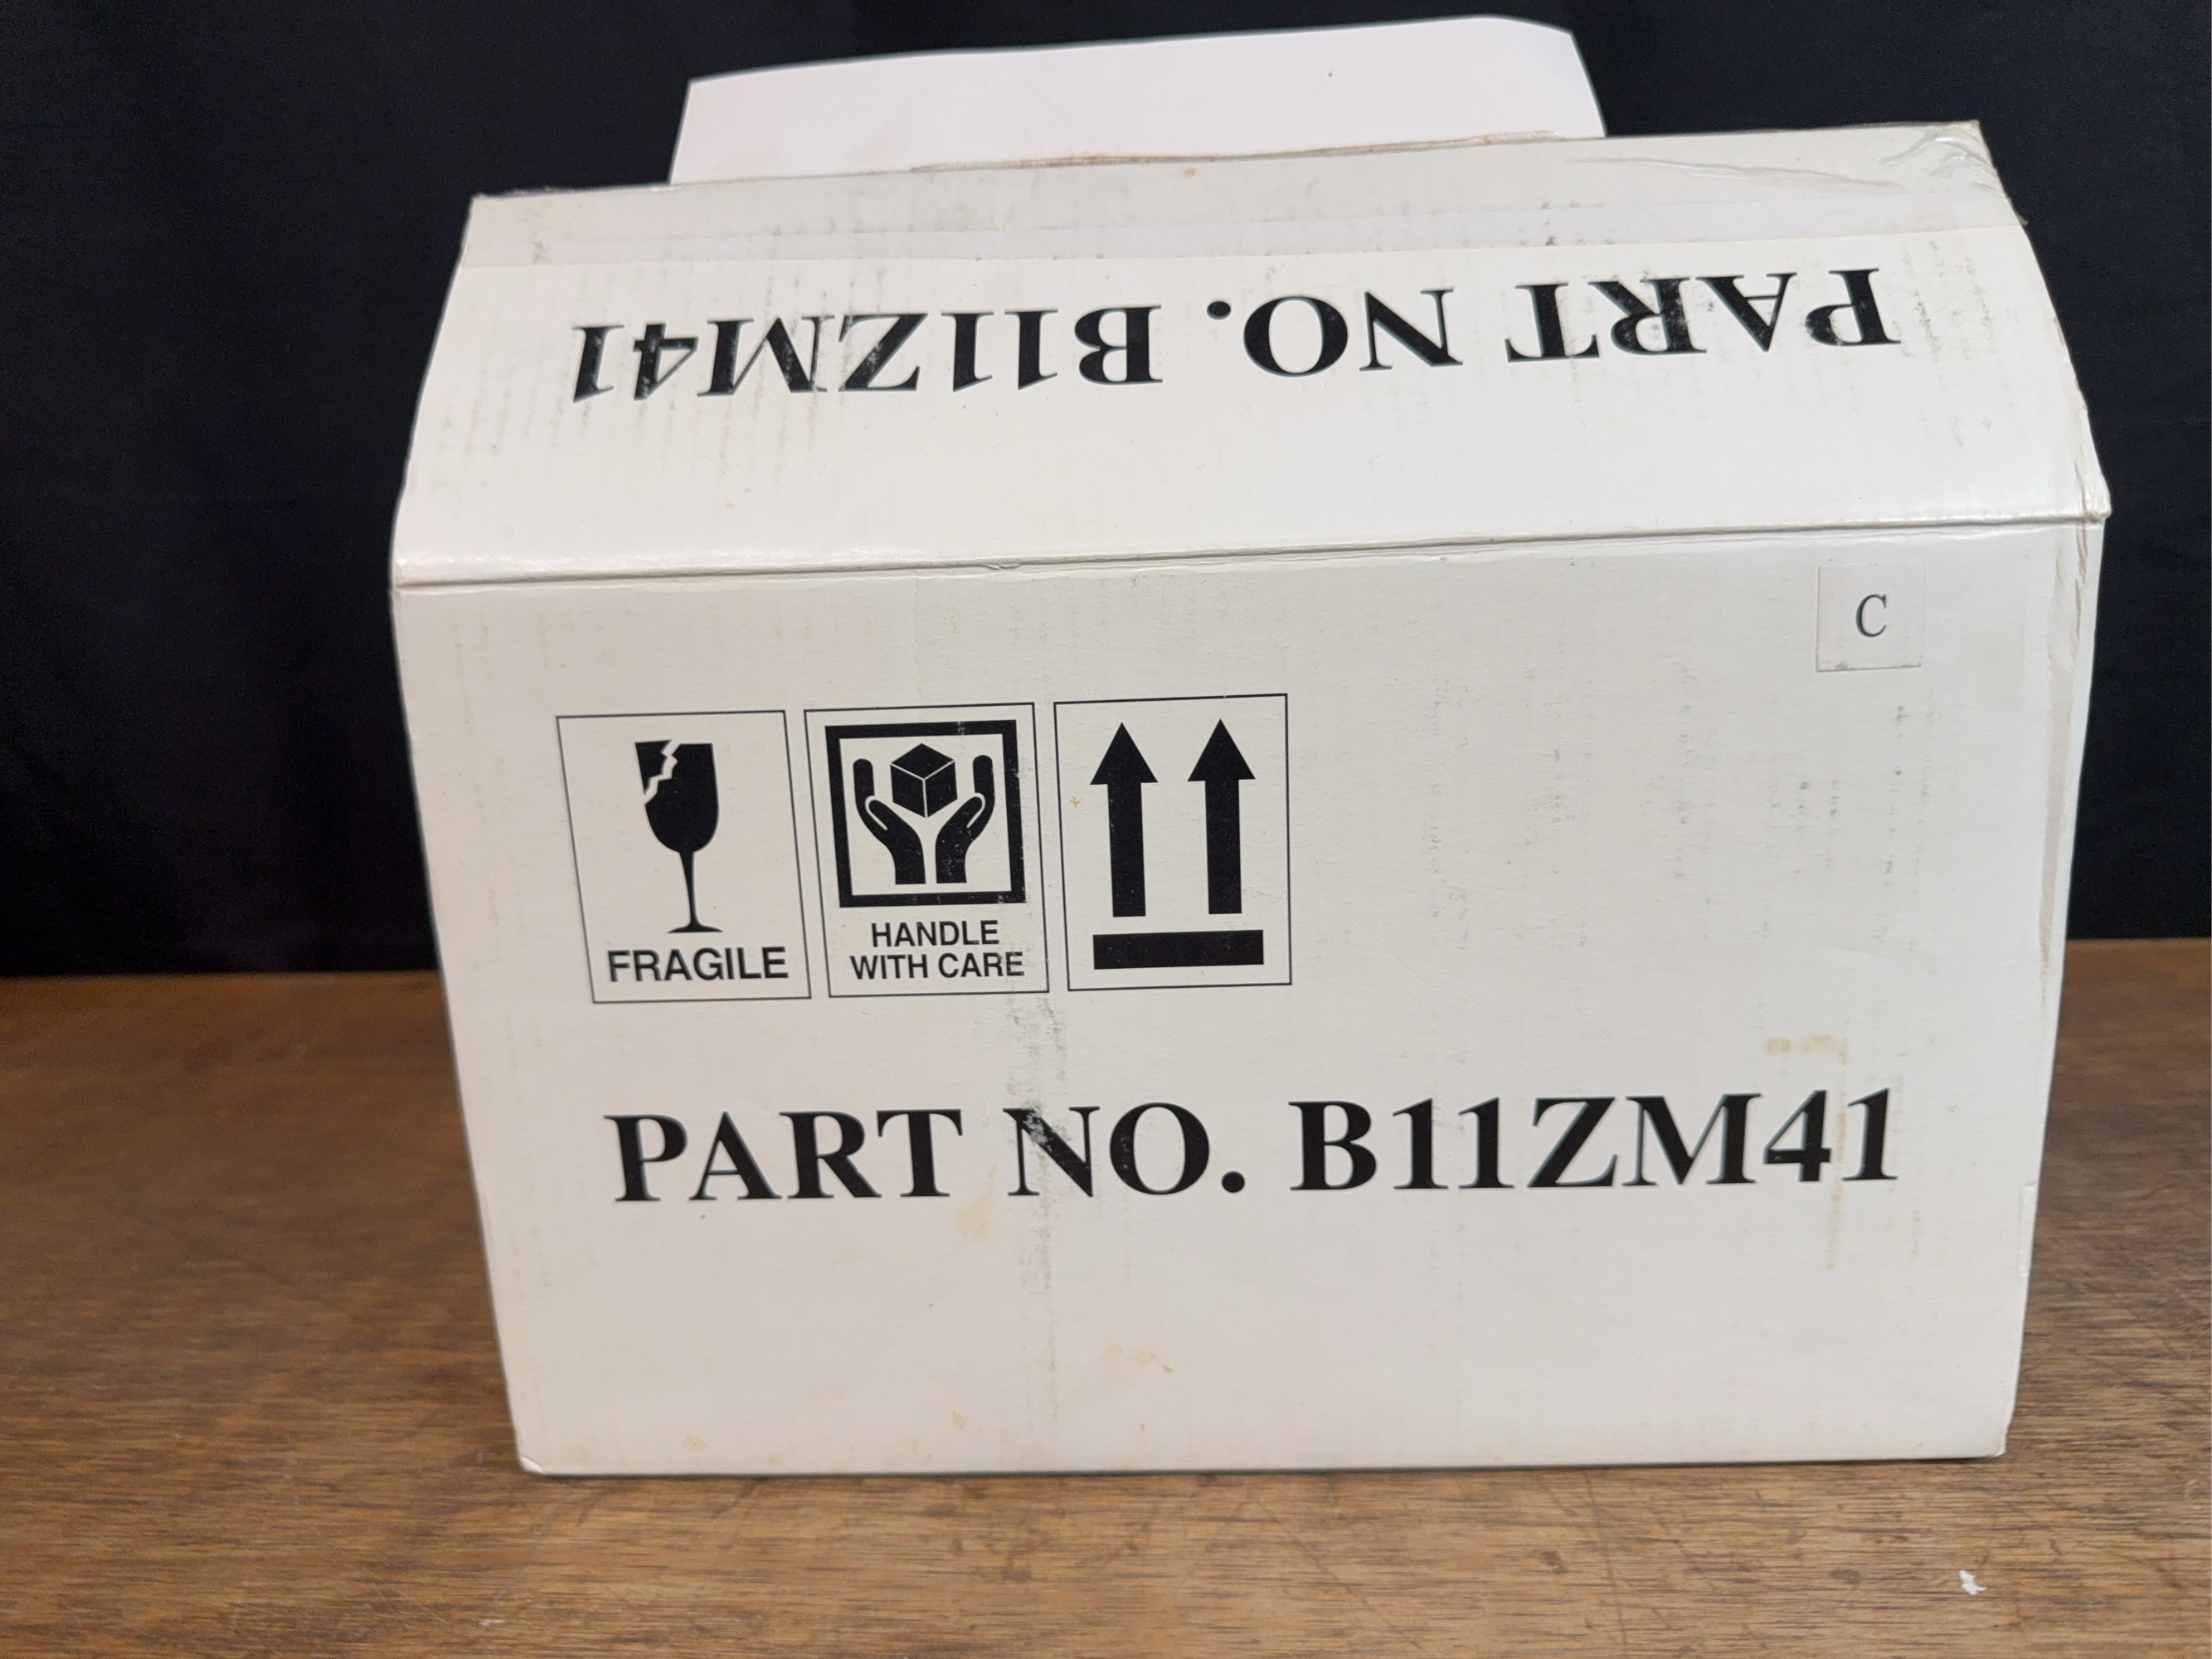 PART NO. B11ZM41
C
FRAGILE
HANDLE
WITH CARE
PART NO. B11ZM41